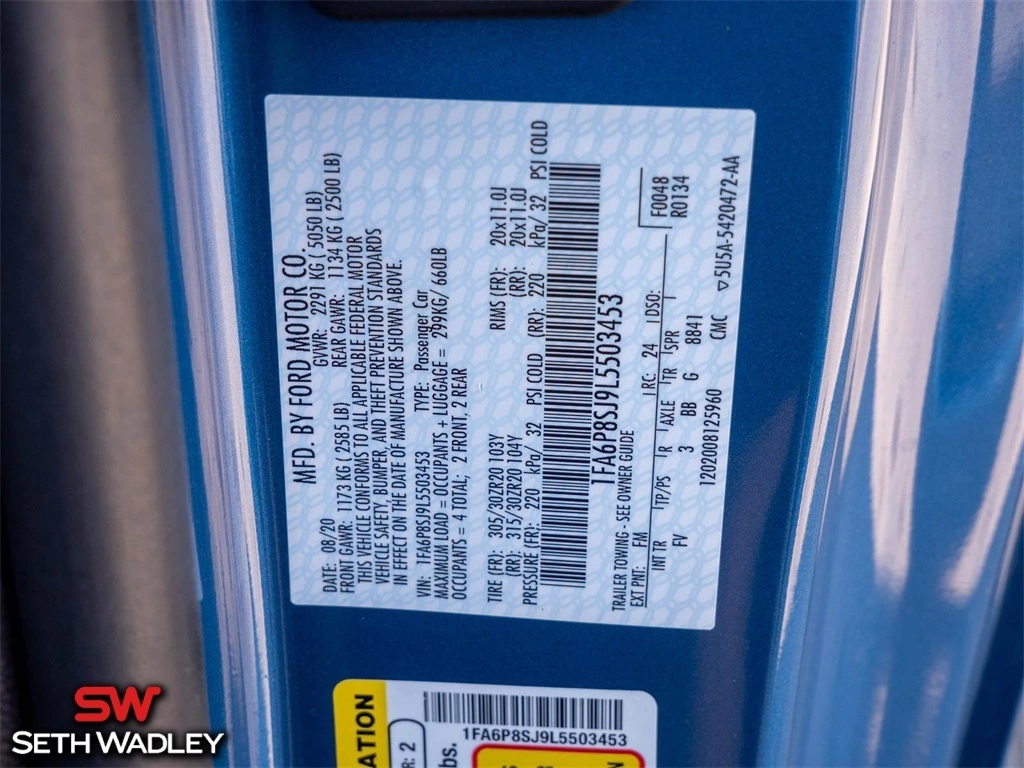 MFD. BY FORD MOTOR CO.
DATE: 08/20 GVWR: 2291 KG ( 5050 LB)
FRONT GAWR: 1173 KG ( 2585 LB) REAR GAWR: 1134 KG ( 2500 LB)
THIS VEHICLE CONFORMS TO ALL APPLICABLE FEDERAL MOTOR
VEHICLE SAFETY, BUMPER, AND THEFT PREVENTION STANDARDS
IN EFFECT ON THE DATE OF MANUFACTURE SHOWN ABOVE.
VIN: 1FA6P8SJ9L5503453 TYPE: Passenger Car
MAXIMUM LOAD = OCCUPANTS + LUGGAGE = 299KG/ 660LB
OCCUPANTS = 4 TOTAL; 2 FRONT, 2 REAR
TIRE (FR): 305/30ZR20 103Y RIMS (FR): 20x11.0J
(RR): 315/30ZR20 104Y (RR): 20x11.0J
PRESSURE (FR): 220 kPa/ 32 PSI COLD (RR): 220 kPa/ 32 PSI COLD
1FA6P8SJ9L5503453
TRAILER TOWING - SEE OWNER GUIDE
EXT PNT: FM RC: 24 DSO: F0048
R0134
INT TR TP/PS R AXLE TR SPR
FV 3 BB G 8841
1202008125960 CMC ▽5U5A-5420472-AA
ATION
R: 2
bs.
1FA6P8SJ9L5503453
N
SW
SETH WADLEY